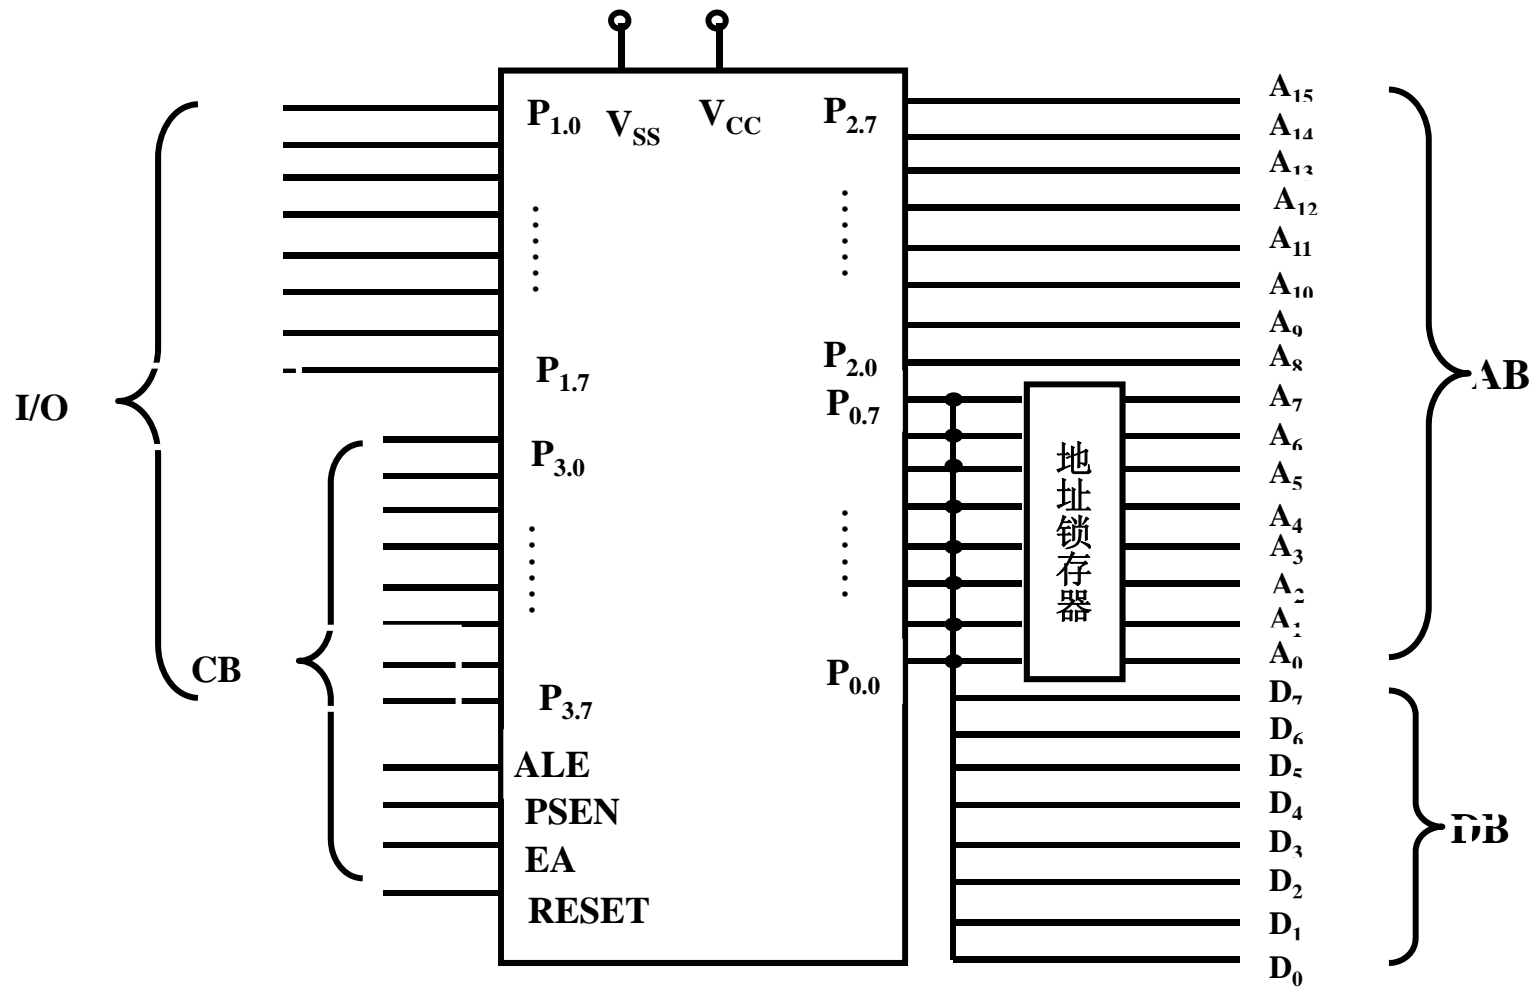 I/O
CB
P1.0
VSS
VCC
P2.7
P1.7
P2.0
P0.7
P3.0
P0.0
P3.7
ALE
PSEN
EA
RESET
地址锁存器
A15
A14
A13
A12
A11
A10
A9
A8
A7
A6
A5
A4
A3
A2
A1
A0
D7
D6
D5
D4
D3
D2
D1
D0
AB
DB